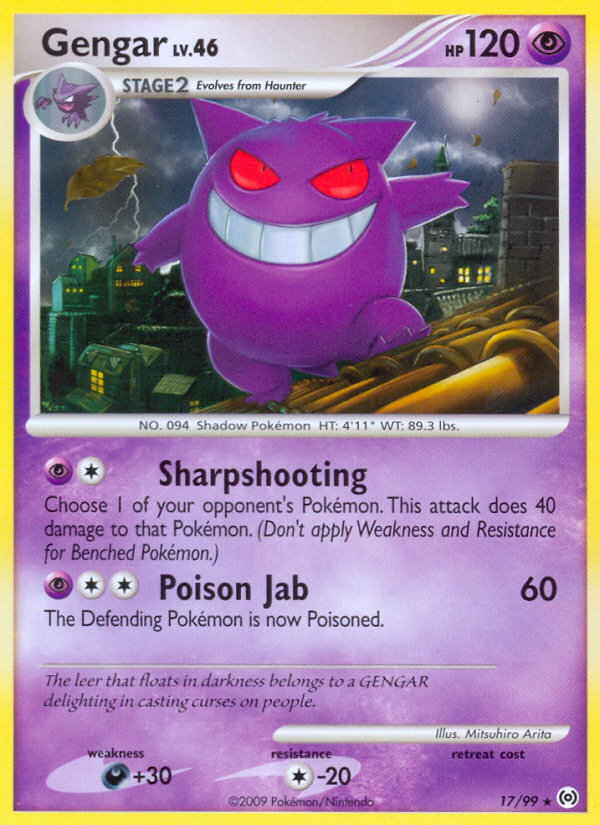 Gengar LV.46
HP 120
STAGE2 Evolves from Haunter
NO. 094 Shadow Pokémon HT: 4'11" WT: 89.3 lbs.
Sharpshooting
Choose 1 of your opponent's Pokémon. This attack does 40
damage to that Pokémon. (Don't apply Weakness and Resistance
for Benched Pokémon.)
Poison Jab 60
The Defending Pokémon is now Poisoned.
The leer that floats in darkness belongs to a GENGAR
delighting in casting curses on people.
Illus. Mitsuhiro Arita
weakness resistance retreat cost
+30 -20
©2009 Pokémon/Nintendo 17/99 ★